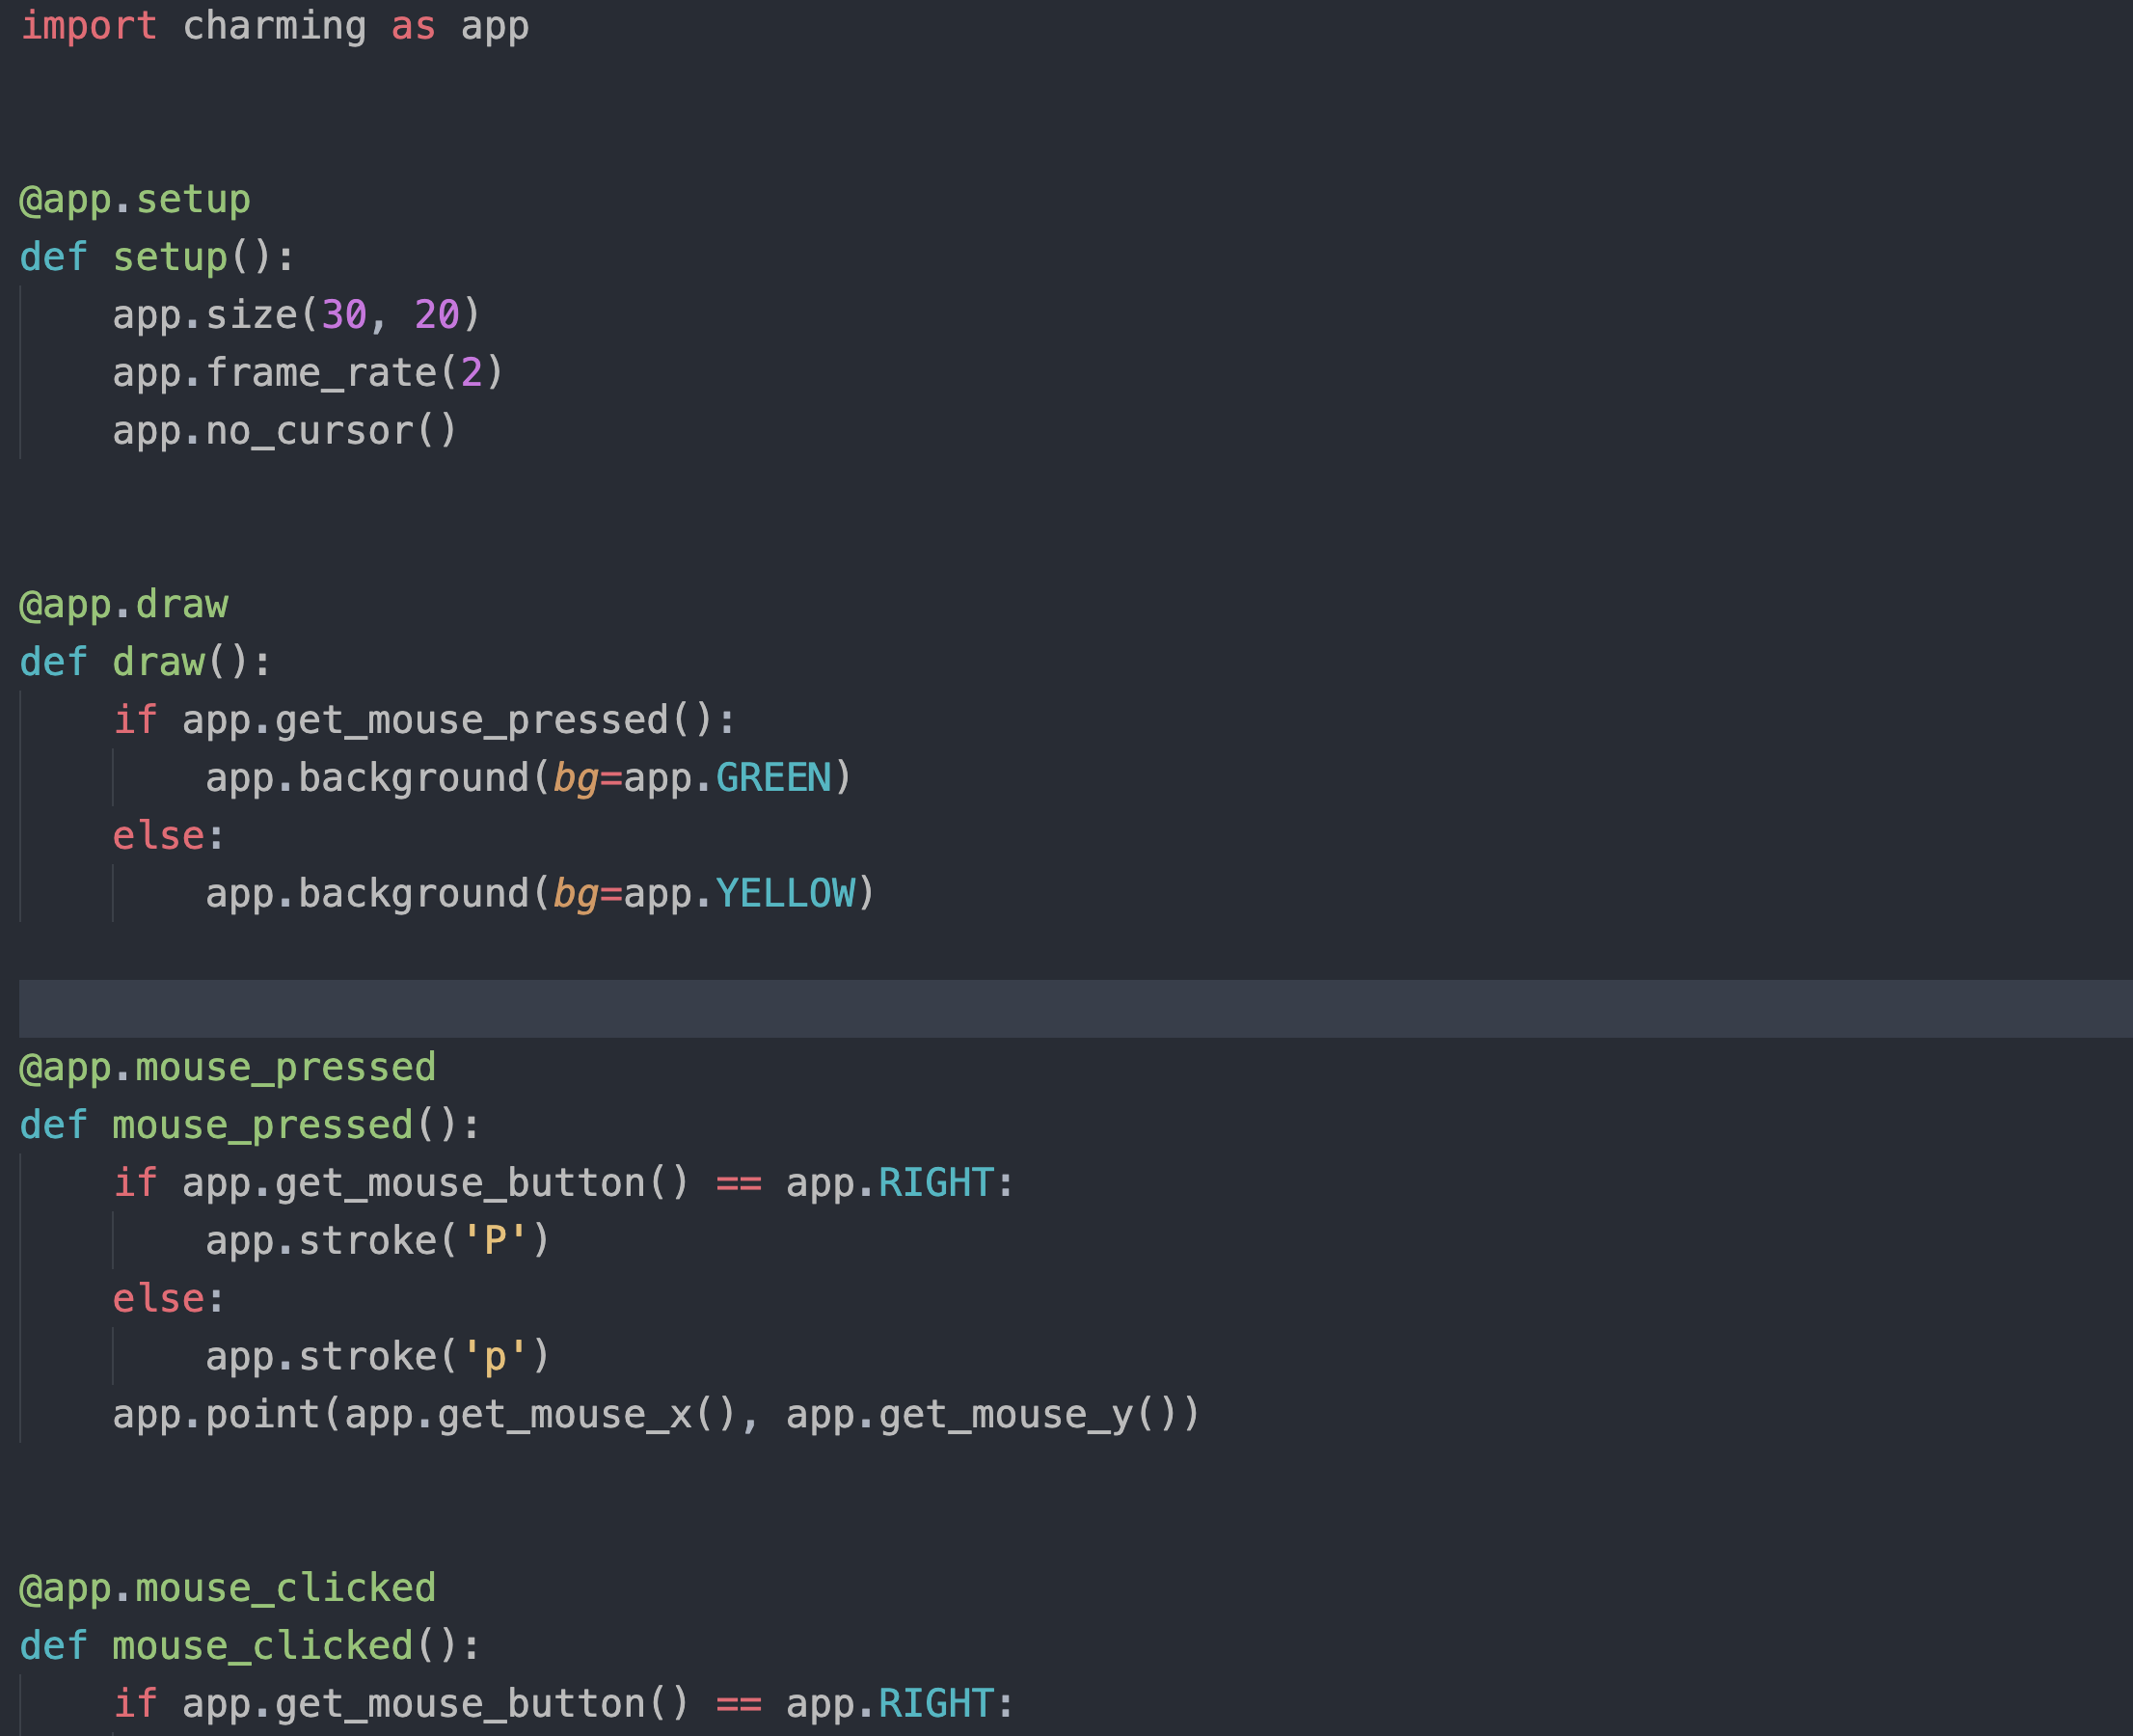 import charming as app
@app.setup
def setup():
    app.size(30, 20)
    app.frame_rate(2)
    app.no_cursor()
@app.draw
def draw():
    if app.get_mouse_pressed():
        app.background(bg=app.GREEN)
    else:
        app.background(bg=app.YELLOW)
@app.mouse_pressed
def mouse_pressed():
    if app.get_mouse_button() == app.RIGHT:
        app.stroke('P')
    else:
        app.stroke('p')
    app.point(app.get_mouse_x(), app.get_mouse_y())
@app.mouse_clicked
def mouse_clicked():
    if app.get_mouse_button() == app.RIGHT: